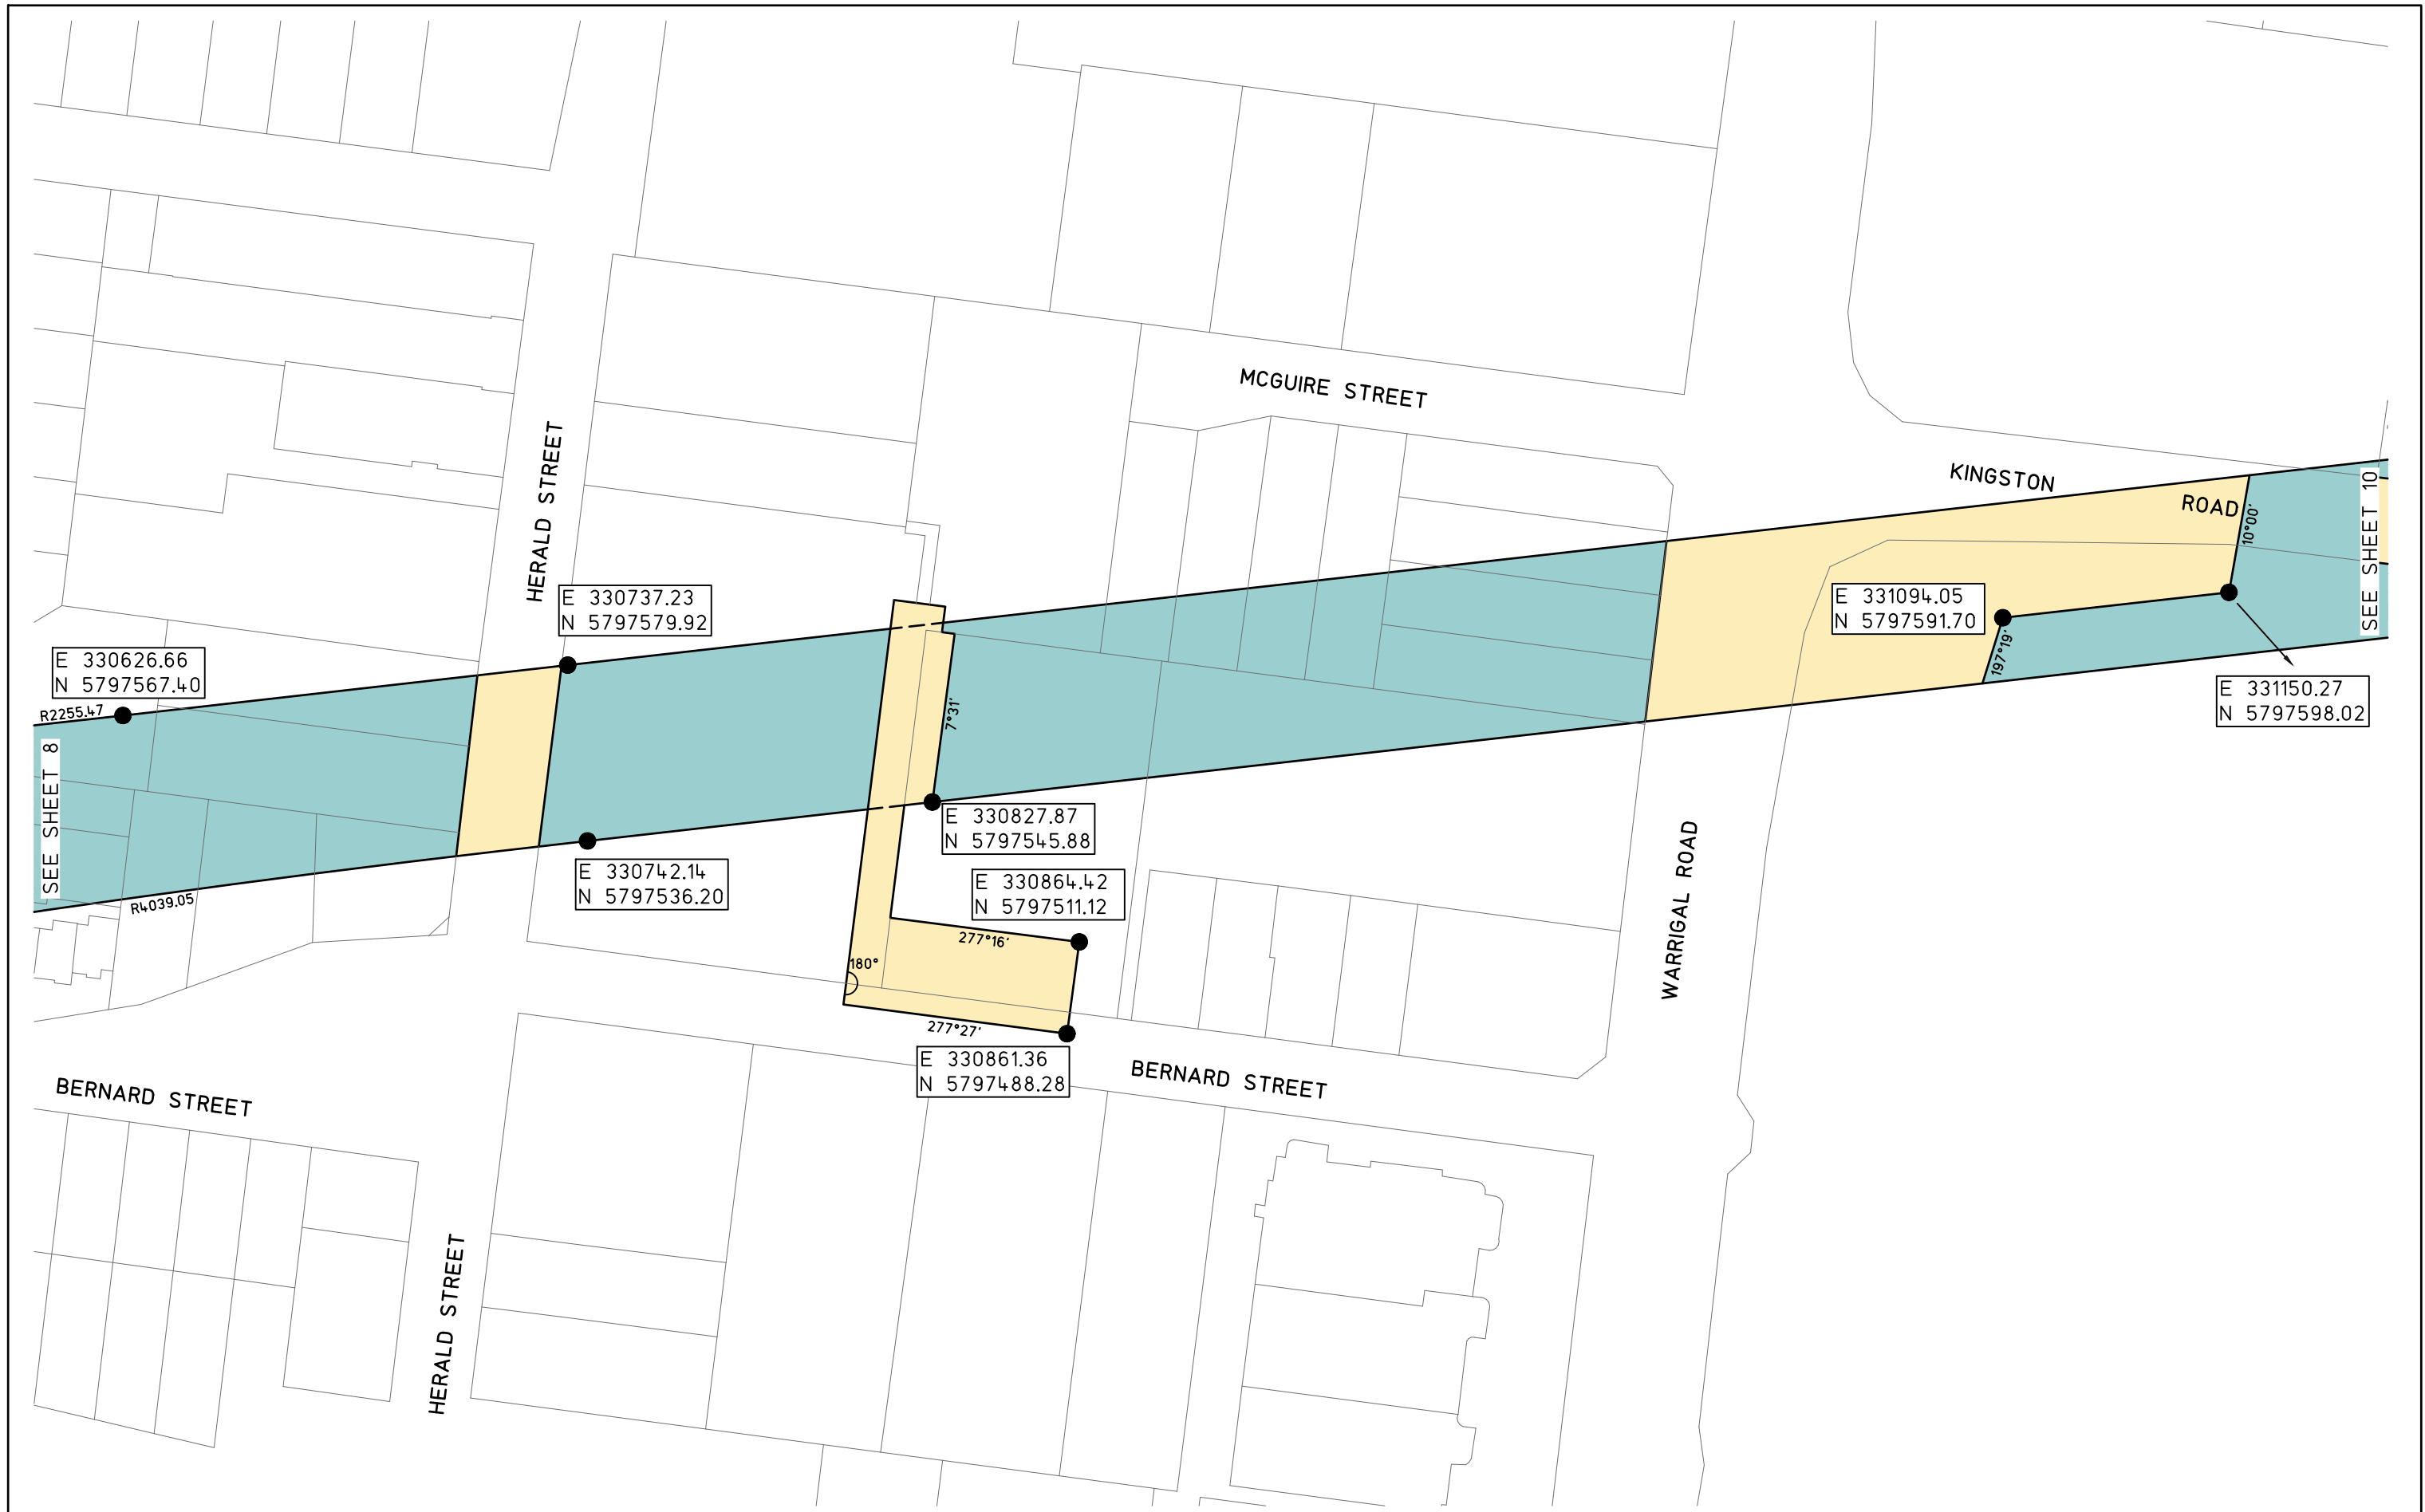 MCGUIRE STREET
KINGSTON
ROAD
SEE SHEET 10
10°00'
HERALD STREET
E 330737.23
N 5797579.92
E 331094.05
N 5797591.70
197°19'
E 330626.66
N 5797567.40
R2255.47
E 331150.27
N 5797598.02
7°31'
SEE SHEET 8
E 330827.87
N 5797545.88
E 330742.14
N 5797536.20
E 330864.42
N 5797511.12
R4039.05
WARRIGAL ROAD
277°16'
180°
277°27'
E 330861.36
N 5797488.28
BERNARD STREET
BERNARD STREET
HERALD STREET